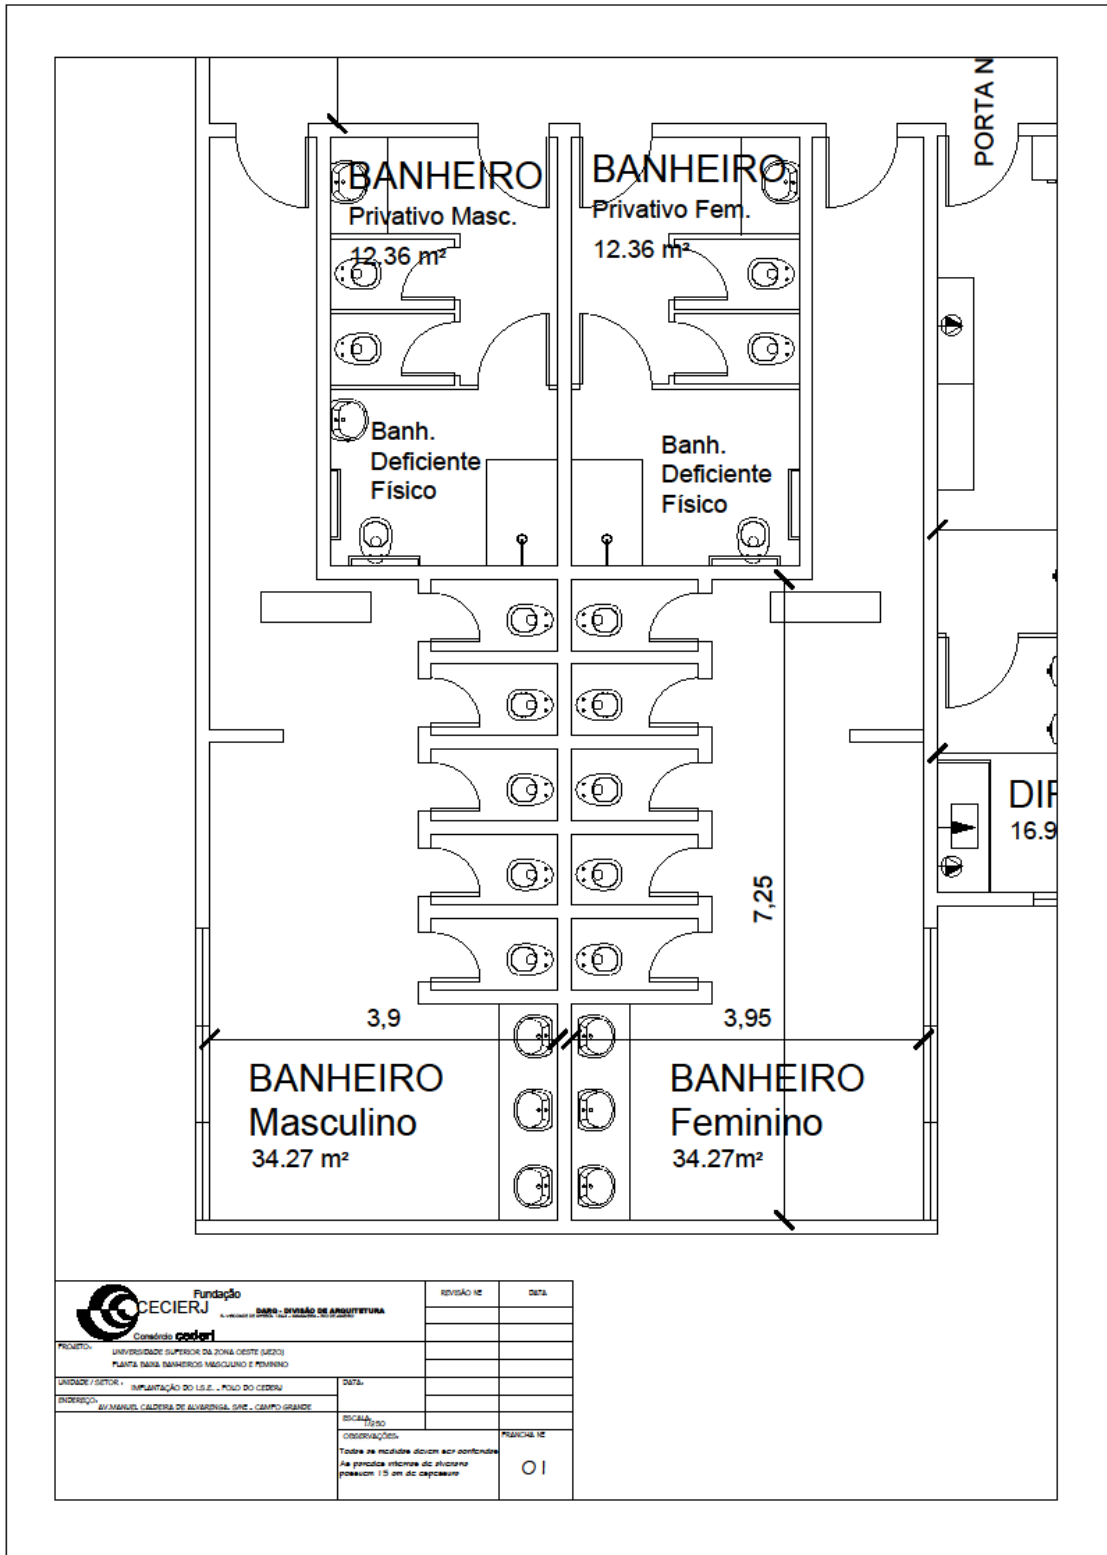 PORTA N
BANHEIRO
Privativo Masc.
12.36 m²
BANHEIRO
Privativo Fem.
12.36 m²
Banh.
Deficiente
Físico
Banh.
Deficiente
Físico
7,25
DIF
16.9
3,9
3,95
BANHEIRO
Masculino
34.27 m²
BANHEIRO
Feminino
34.27m²
Fundação
CECIERJ
DARQ - DIVISÃO DE ARQUITETURA
Consórcio cederj
REVISÃO Nº
DATA
PROJETO:
UNIVERSIDADE SUPERIOR DA ZONA OESTE (UEZO)
PLANTA BAIXA BANHEIROS MASCULINO E FEMININO
UNIDADE / SETOR :
IMPLANTAÇÃO DO I.S.E. - POLO DO CEDERJ
DATA:
ENDEREÇO:
AV.MANUEL CALDEIRA DE ALVARENGA, S/Nº - CAMPO GRANDE
ESCALA:
1/250
OBSERVAÇÕES:
Todas as medidas devem ser conferidas
As paredes internas de alvenaria
possuem 15 cm de espessura
PRANCHA Nº
01